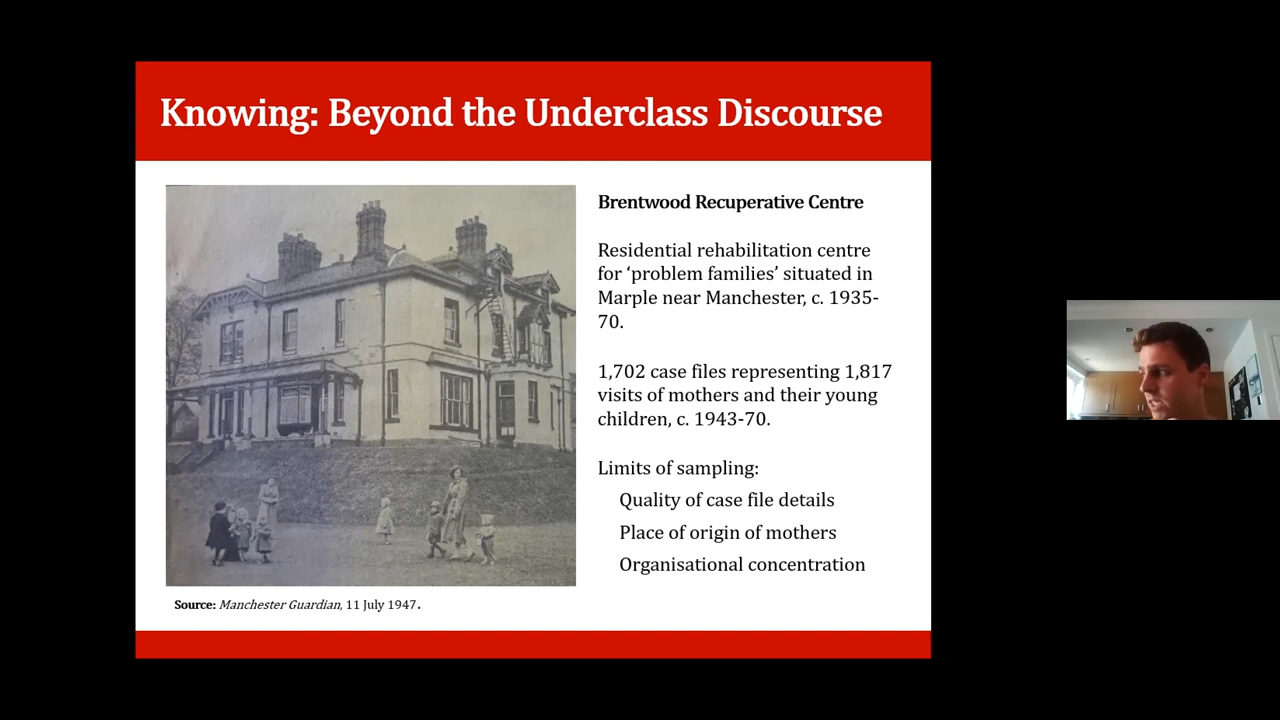 Knowing: Beyond the Underclass Discourse
Brentwood Recuperative Centre
Residential rehabilitation centre
for ‘problem families’ situated in
Marple near Manchester, c. 1935-
70.
1,702 case files representing 1,817
visits of mothers and their young
children, c. 1943-70.
Limits of sampling:
Quality of case file details
Place of origin of mothers
Organisational concentration
Source: Manchester Guardian, 11 July 1947.